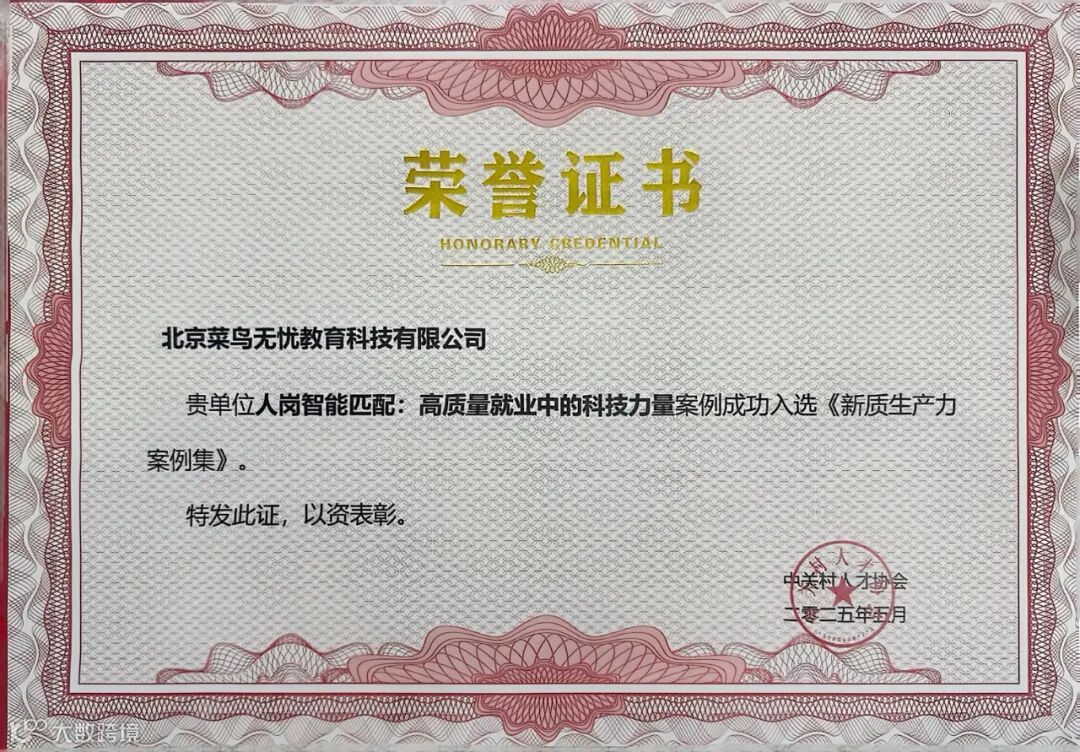 荣誉证书
HONORARY CREDENTIAL
北京菜鸟无忧教育科技有限公司
贵单位人岗智能匹配：高质量就业中的科技力量案例成功入选《新质生产力
案例集》。
特发此证，以资表彰。
中关村人才协会
二零二五年五月
大数跨境